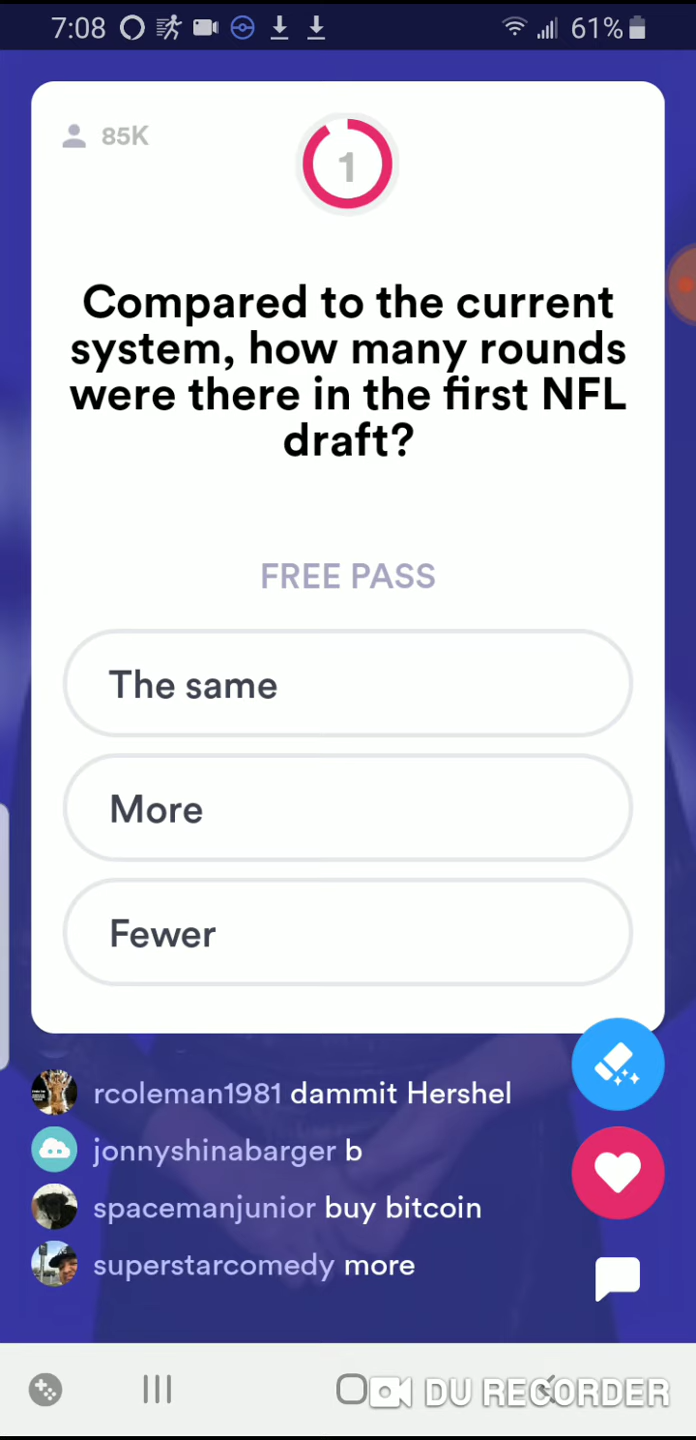 7:08 61%
85K
1
Compared to the current
system, how many rounds
were there in the first NFL
draft?
FREE PASS
The same
More
Fewer
rcoleman1981 dammit Hershel
jonnyshinabarger b
spacemanjunior buy bitcoin
superstarcomedy more
DU RECORDER